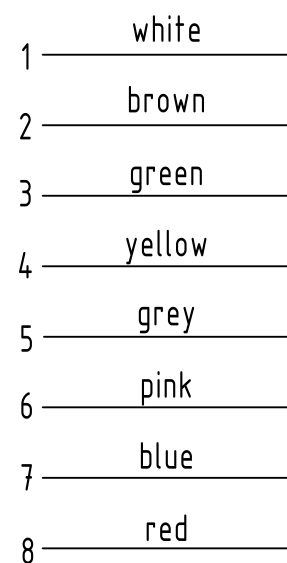 white
1
brown
2
green
3
yellow
4
grey
5
pink
6
blue
7
red
8